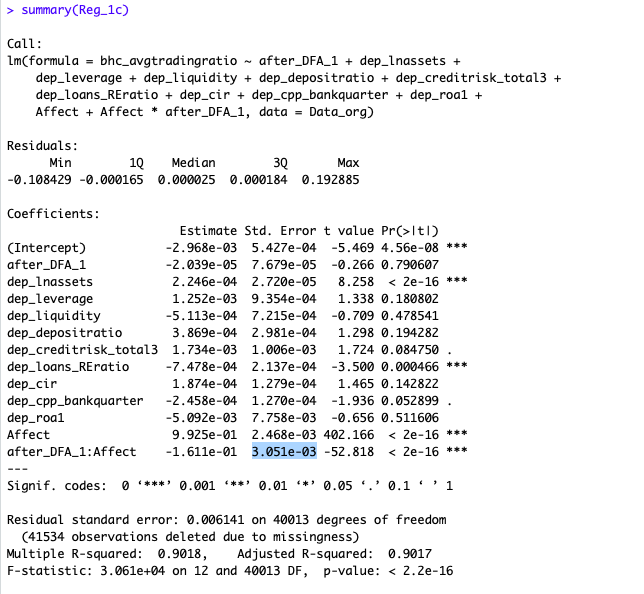 > summary(Reg_1c)

Call:
lm(formula = bhc_avgtradingratio ~ after_DFA_1 + dep_lnassets +
    dep_leverage + dep_liquidity + dep_depositratio + dep_creditrisk_total3 +
    dep_loans_REratio + dep_cir + dep_cpp_bankquarter + dep_roa1 +
    Affect + Affect * after_DFA_1, data = Data_org)

Residuals:
      Min        1Q    Median        3Q       Max
-0.108429 -0.000165  0.000025  0.000184  0.192885

Coefficients:
                        Estimate Std. Error t value Pr(>|t|)
(Intercept)           -2.968e-03  5.427e-04  -5.469 4.56e-08 ***
after_DFA_1           -2.039e-05  7.679e-05  -0.266 0.790607
dep_lnassets           2.246e-04  2.720e-05   8.258  < 2e-16 ***
dep_leverage           1.252e-03  9.354e-04   1.338 0.180802
dep_liquidity         -5.113e-04  7.215e-04  -0.709 0.478541
dep_depositratio       3.869e-04  2.981e-04   1.298 0.194282
dep_creditrisk_total3  1.734e-03  1.006e-03   1.724 0.084750 .
dep_loans_REratio     -7.478e-04  2.137e-04  -3.500 0.000466 ***
dep_cir                1.874e-04  1.279e-04   1.465 0.142822
dep_cpp_bankquarter   -2.458e-04  1.270e-04  -1.936 0.052899 .
dep_roa1              -5.092e-03  7.758e-03  -0.656 0.511606
Affect                 9.925e-01  2.468e-03 402.166  < 2e-16 ***
after_DFA_1:Affect    -1.611e-01  3.051e-03 -52.818  < 2e-16 ***
---
Signif. codes:  0 ‘***’ 0.001 ‘**’ 0.01 ‘*’ 0.05 ‘.’ 0.1 ‘ ’ 1

Residual standard error: 0.006141 on 40013 degrees of freedom
  (41534 observations deleted due to missingness)
Multiple R-squared:  0.9018,    Adjusted R-squared:  0.9017
F-statistic: 3.061e+04 on 12 and 40013 DF,  p-value: < 2.2e-16